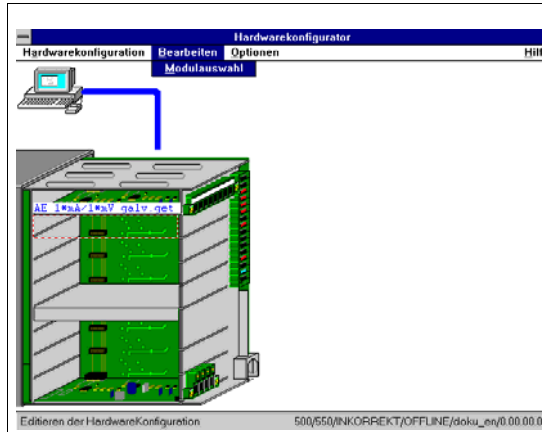 Hardwarekonfigurator
Hardwarekonfiguration Bearbeiten Optionen Hilf
Modulauswahl
AE 1*mA/1*mV galv.get
Editieren der HardwareKonfiguration 500/550/INKORREKT/OFFLINE/doku_en/0.00.00.0